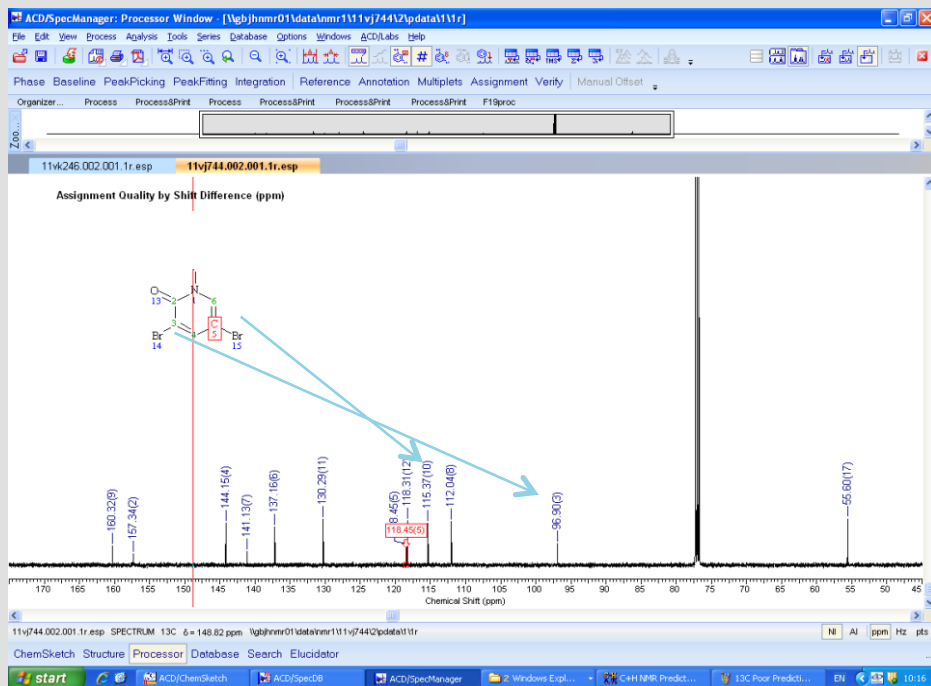 ACD/SpecManager: Processor Window - [\\gbjhnmr01\data\nmr1\11vj744\2\pdata\1\1r]
File Edit View Process Analysis Tools Series Database Options Windows ACD/Labs Help
Phase Baseline PeakPicking PeakFitting Integration Reference Annotation Multiplets Assignment Verify Manual Offset
Organizer... Process Process&Print Process Process&Print Process&Print Process&Print F19proc
Zoo...
11vk246.002.001.1r.esp 11vj744.002.001.1r.esp
Assignment Quality by Shift Difference (ppm)
O N
13 2 1 6
3 C
Br 4 5 Br
14 15
160.32(9)
157.34(2)
144.15(4)
141.13(7)
137.16(6)
130.29(11)
8.45(5)
118.31(12)
118.45(5)
115.37(10)
112.04(8)
96.90(3)
55.60(17)
170 165 160 155 150 145 140 135 130 125 120 115 110 105 100 95 90 85 80 75 70 65 60 55 50 45
Chemical Shift (ppm)
11vj744.002.001.1r.esp SPECTRUM 13C δ = 148.82 ppm \\gbjhnmr01\data\nmr1\11vj744\2\pdata\1\1r NI AI ppm Hz pts
ChemSketch Structure Processor Database Search Elucidator
start ACD/ChemSketch ACD/SpecDB ACD/SpecManager 2 Windows Expl... C+H NMR Predict... 13C Poor Predicti... EN 10:16